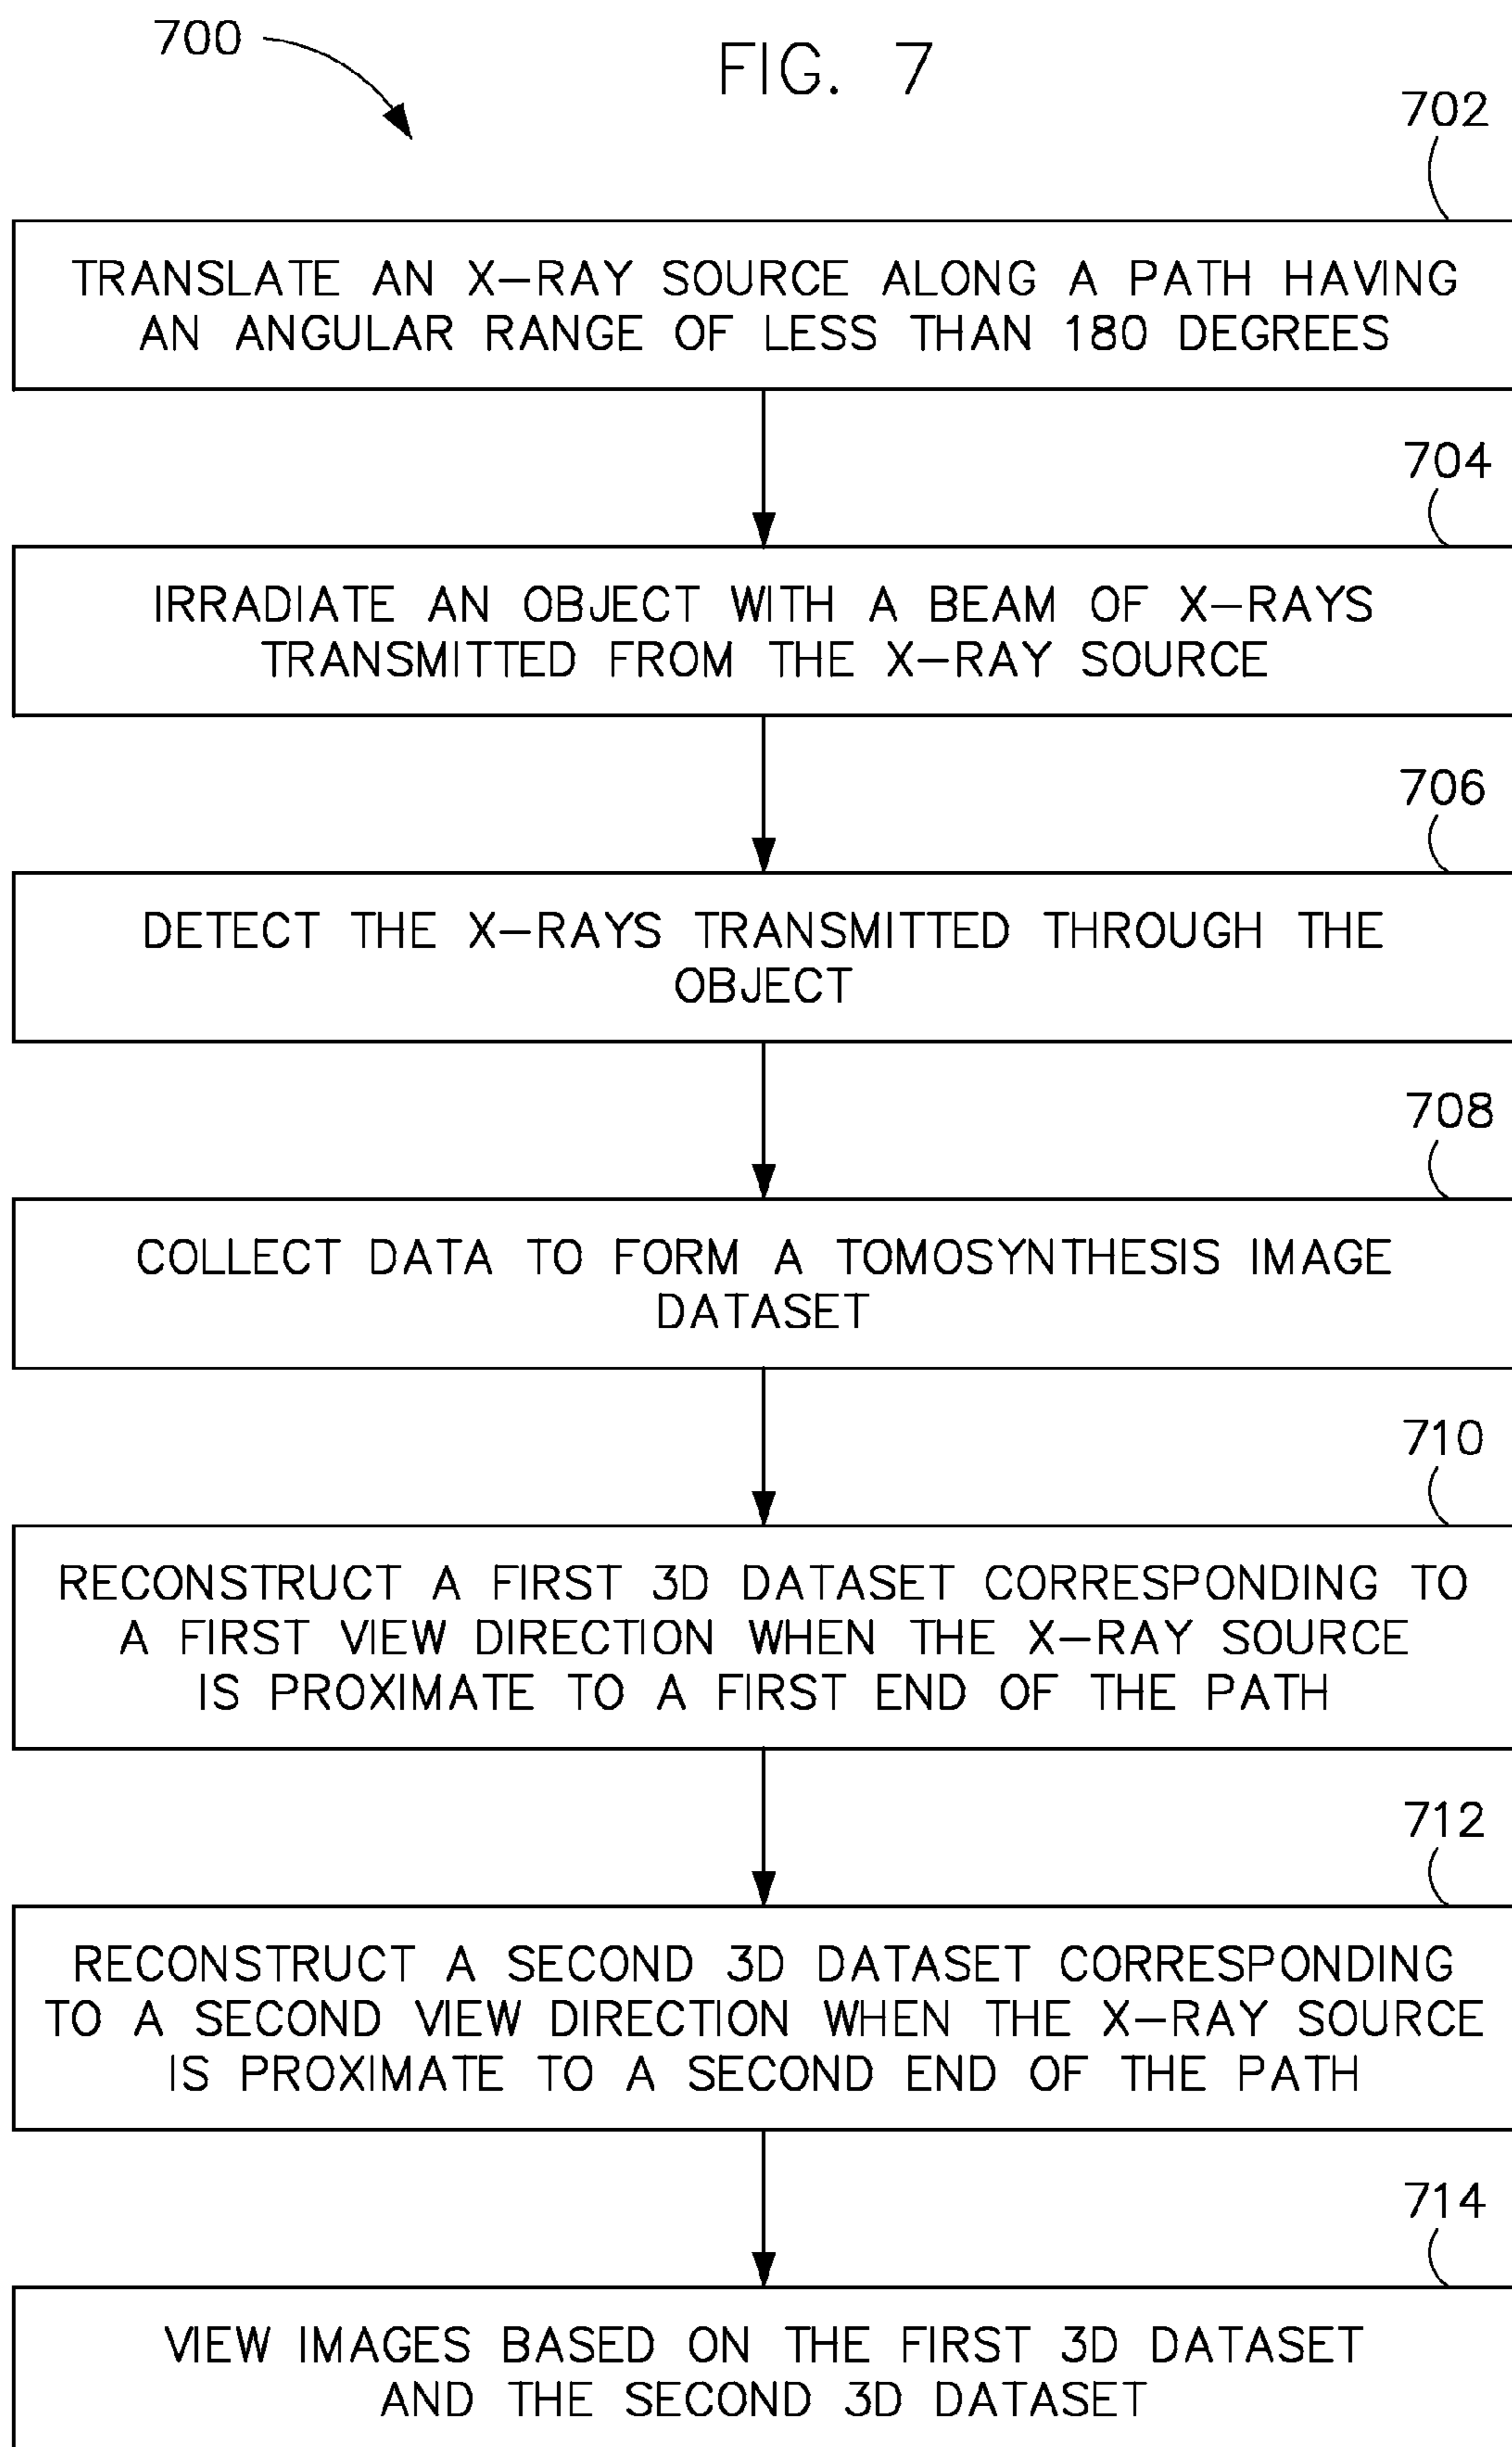 700
FIG. 7
702
TRANSLATE AN X-RAY SOURCE ALONG A PATH HAVING
AN ANGULAR RANGE OF LESS THAN 180 DEGREES
704
IRRADIATE AN OBJECT WITH A BEAM OF X-RAYS
TRANSMITTED FROM THE X-RAY SOURCE
706
DETECT THE X-RAYS TRANSMITTED THROUGH THE
OBJECT
708
COLLECT DATA TO FORM A TOMOSYNTHESIS IMAGE
DATASET
710
RECONSTRUCT A FIRST 3D DATASET CORRESPONDING TO
A FIRST VIEW DIRECTION WHEN THE X-RAY SOURCE
IS PROXIMATE TO A FIRST END OF THE PATH
712
RECONSTRUCT A SECOND 3D DATASET CORRESPONDING
TO A SECOND VIEW DIRECTION WHEN THE X-RAY SOURCE
IS PROXIMATE TO A SECOND END OF THE PATH
714
VIEW IMAGES BASED ON THE FIRST 3D DATASET
AND THE SECOND 3D DATASET